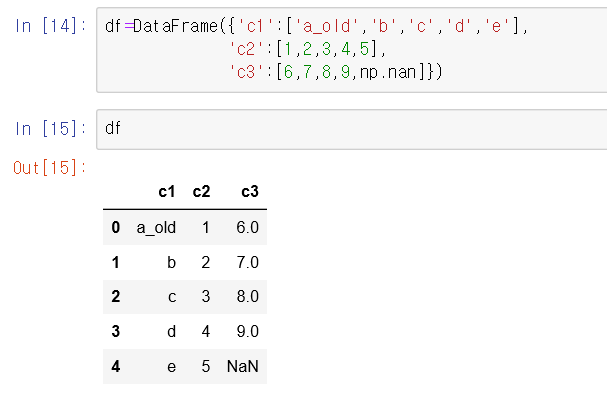 In [14]: df=DataFrame({'c1':['a_old','b','c','d','e'],
'c2':[1,2,3,4,5],
'c3':[6,7,8,9,np.nan]})
In [15]: df
Out[15]:
c1 c2 c3
0 a_old 1 6.0
1 b 2 7.0
2 c 3 8.0
3 d 4 9.0
4 e 5 NaN